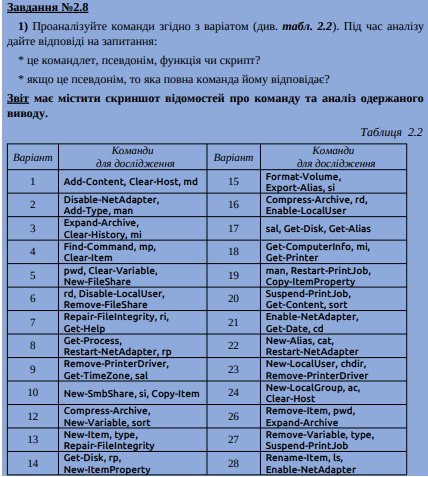 Завдання №2.8
1) Проаналізуйте команди згідно з варіатом (див. табл. 2.2). Під час аналізу
дайте відповіді на запитання:
* це командлет, псевдонім, функція чи скрипт?
* якщо це псевдонім, то яка повна команда йому відповідає?
Звіт має містити скриншот відомостей про команду та аналіз одержаного
виводу.
Таблиця 2.2
Варіант
Команди
для дослідження
Варіант
Команди
для дослідження
1
Add-Content, Clear-Host, md
15
Format-Volume,
Export-Alias, si
2
Disable-NetAdapter,
Add-Type, man
16
Compress-Archive, rd,
Enable-LocalUser
3
Expand-Archive,
Clear-History, mi
17
sal, Get-Disk, Get-Alias
4
Find-Command, mp,
Clear-Item
18
Get-ComputerInfo, mi,
Get-Printer
5
pwd, Clear-Variable,
New-FileShare
19
man, Restart-PrintJob,
Copy-ItemProperty
6
rd, Disable-LocalUser,
Remove-FileShare
20
Suspend-PrintJob,
Get-Content, sort
7
Repair-FileIntegrity, ri,
Get-Help
21
Enable-NetAdapter,
Get-Date, cd
8
Get-Process,
Restart-NetAdapter, rp
22
New-Alias, cat,
Restart-NetAdapter
9
Remove-PrinterDriver,
Get-TimeZone, sal
23
New-LocalUser, chdir,
Remove-PrinterDriver
10
New-SmbShare, si, Copy-Item
24
New-LocalGroup, ac,
Clear-Host
12
Compress-Archive,
New-Variable, sort
26
Remove-Item, pwd,
Expand-Archive
13
New-Item, type,
Repair-FileIntegrity
27
Remove-Variable, type,
Suspend-PrintJob
14
Get-Disk, rp,
New-ItemProperty
28
Rename-Item, ls,
Enable-NetAdapter